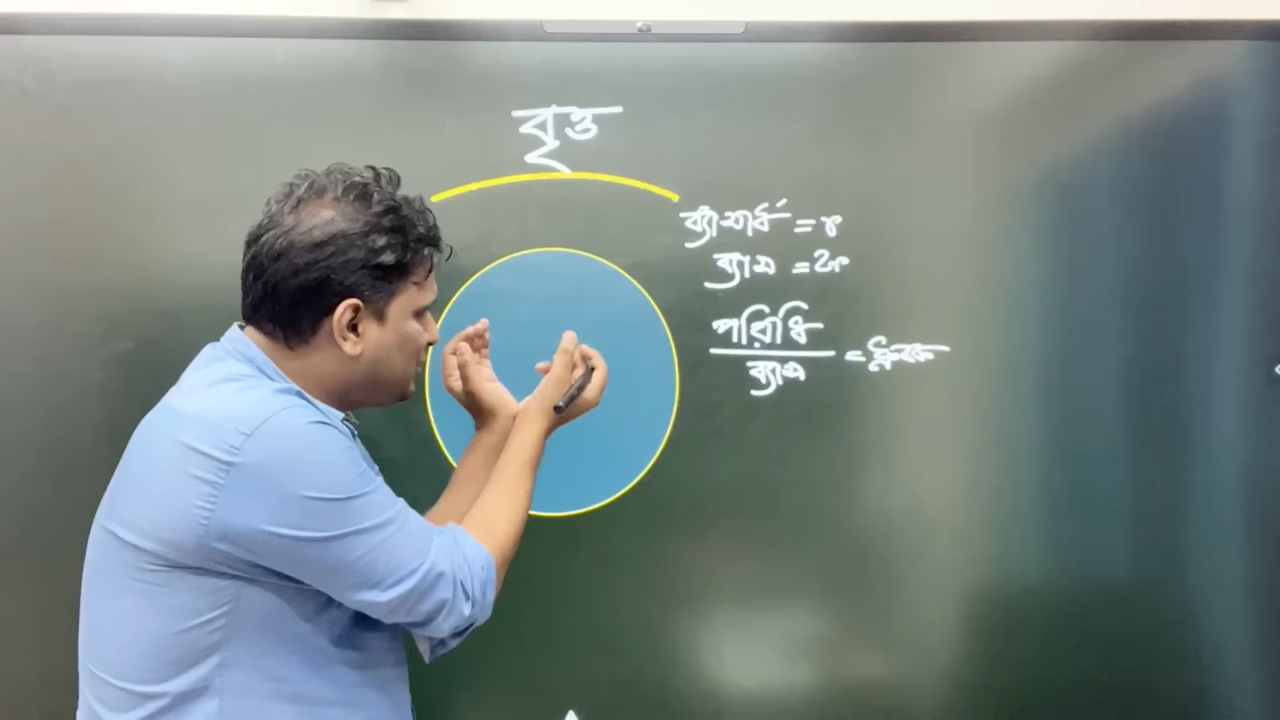 বৃত্ত
ব্যাসার্ধ = r
ব্যাস = 2r
পরিধি
ব্যাস
= ধ্রুবক